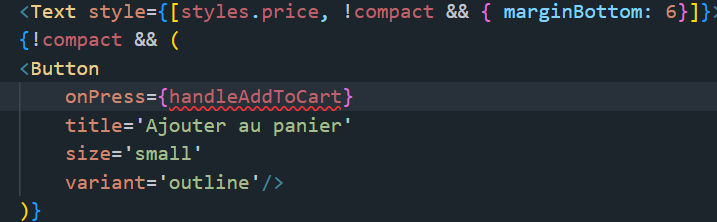 <Text style={[styles.price, !compact && { marginBottom: 6}]}>
{!compact && (
<Button
onPress={handleAddToCart}
title='Ajouter au panier'
size='small'
variant='outline'/>
)}